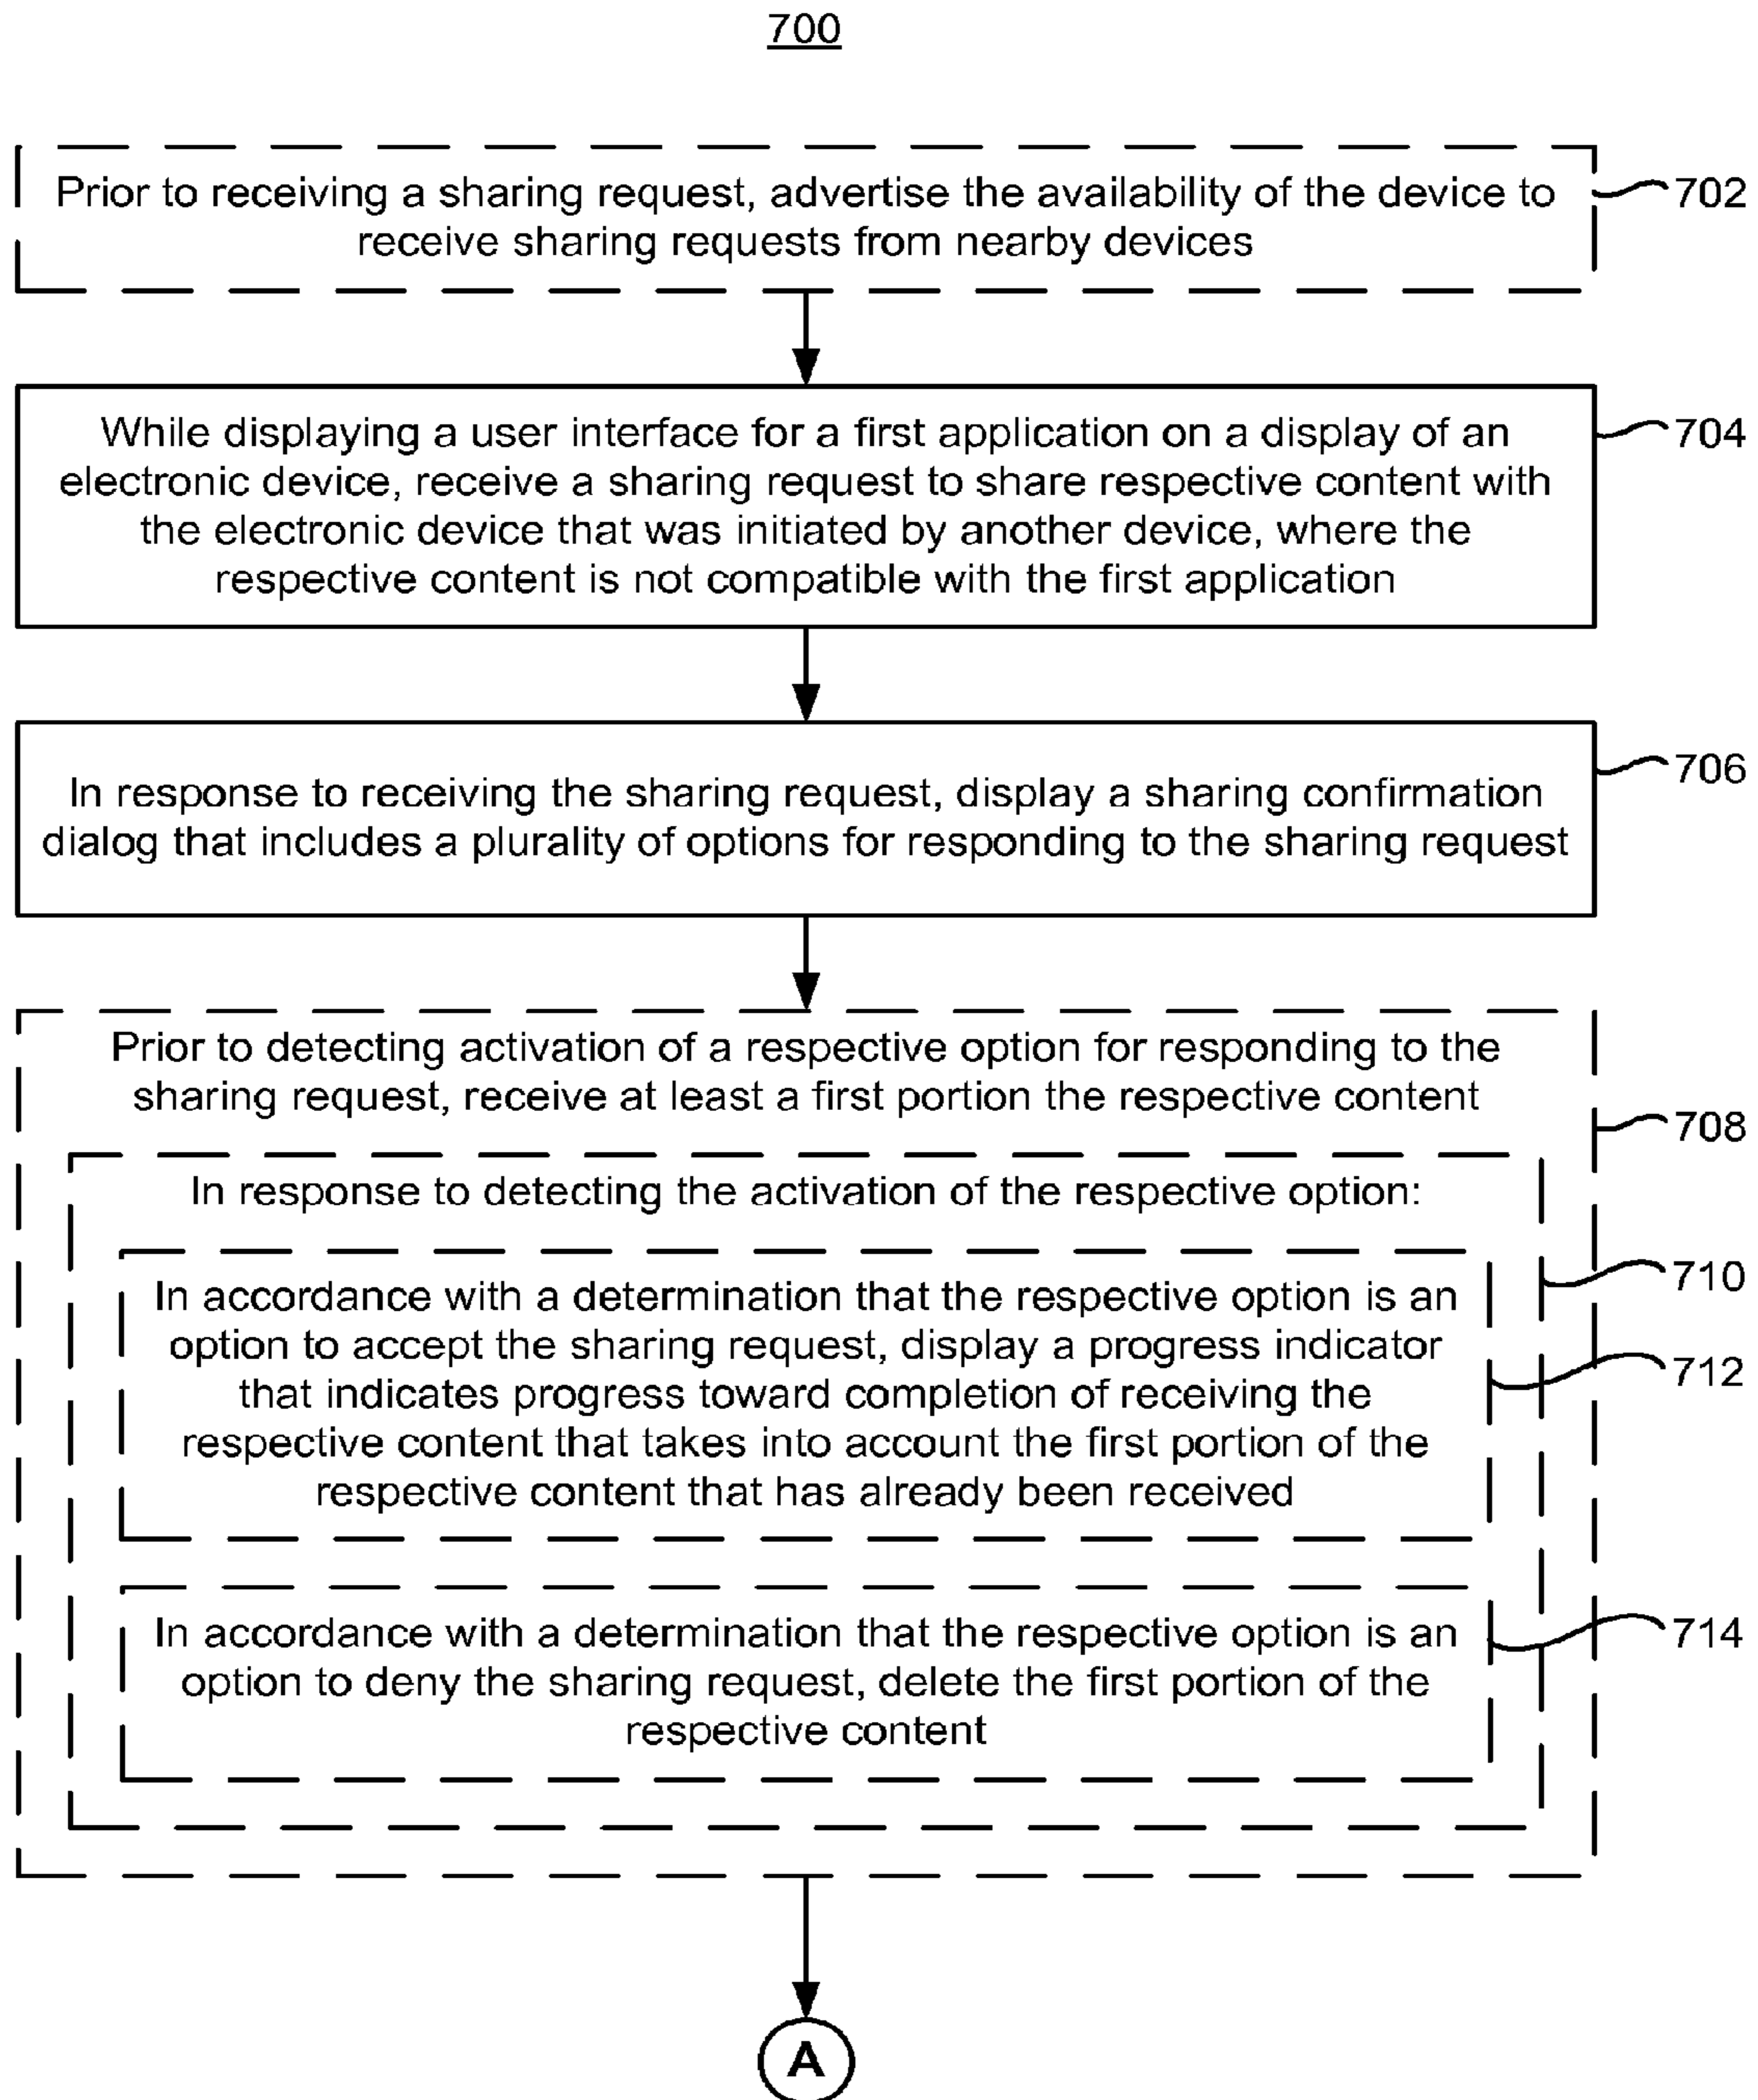 700
Prior to receiving a sharing request, advertise the availability of the device to
receive sharing requests from nearby devices
702
While displaying a user interface for a first application on a display of an
electronic device, receive a sharing request to share respective content with
the electronic device that was initiated by another device, where the
respective content is not compatible with the first application
704
In response to receiving the sharing request, display a sharing confirmation
dialog that includes a plurality of options for responding to the sharing request
706
Prior to detecting activation of a respective option for responding to the
sharing request, receive at least a first portion the respective content
708
In response to detecting the activation of the respective option:
710
In accordance with a determination that the respective option is an
option to accept the sharing request, display a progress indicator
that indicates progress toward completion of receiving the
respective content that takes into account the first portion of the
respective content that has already been received
712
In accordance with a determination that the respective option is an
option to deny the sharing request, delete the first portion of the
respective content
714
A